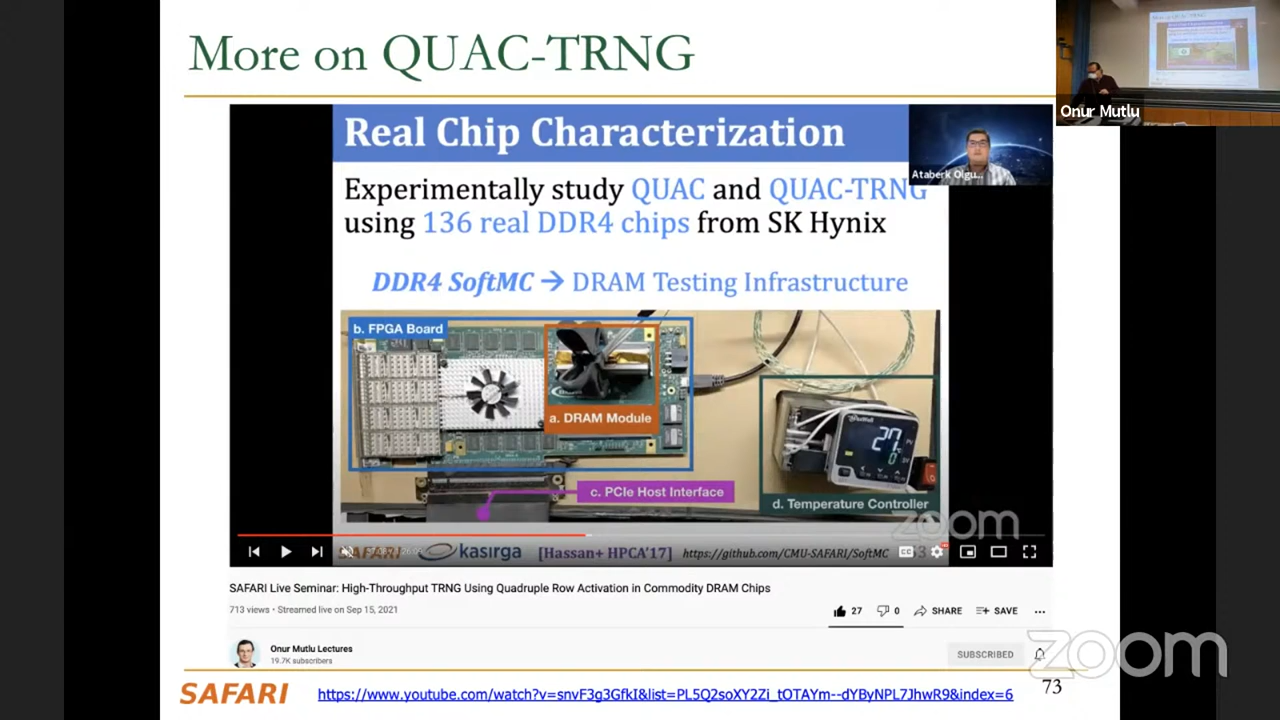 More on QUAC-TRNG
Onur Mutlu
Real Chip Characterization
Ataberk Olgu...
Experimentally study QUAC and QUAC-TRNG
using 136 real DDR4 chips from SK Hynix
DDR4 SoftMC → DRAM Testing Infrastructure
b. FPGA Board
a. DRAM Module
27
0
c. PCIe Host Interface
d. Temperature Controller
zoom
SAFARI
kasırga
[Hassan+ HPCA'17]
https://github.com/CMU-SAFARI/SoftMC
SAFARI Live Seminar: High-Throughput TRNG Using Quadruple Row Activation in Commodity DRAM Chips
713 views • Streamed live on Sep 15, 2021
27
0
SHARE
SAVE
Onur Mutlu Lectures
19.7K subscribers
SUBSCRIBED
zoom
SAFARI
https://www.youtube.com/watch?v=snvF3g3GfkI&list=PL5Q2soXY2Zi_tOTAYm--dYByNPL7JhwR9&index=6
73